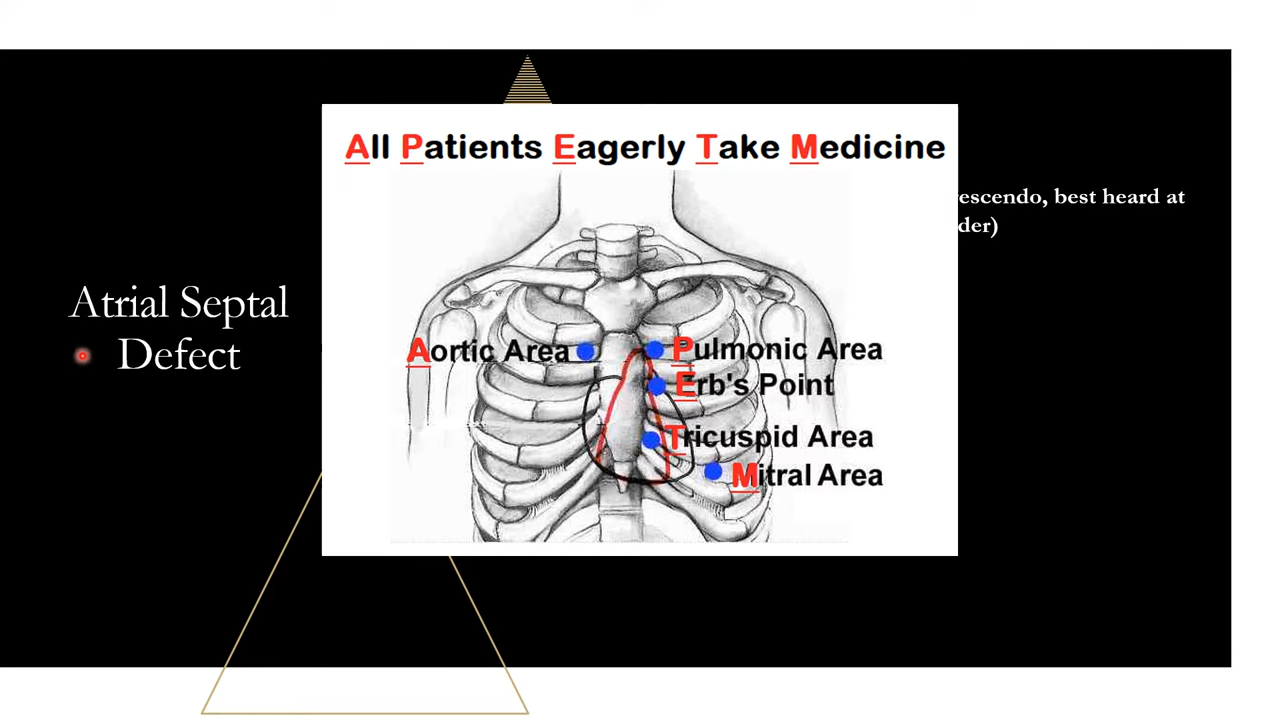 All Patients Eagerly Take Medicine
rescendo, best heard at
der)
Atrial Septal
Defect
Aortic Area
Pulmonic Area
Erb's Point
Tricuspid Area
Mitral Area